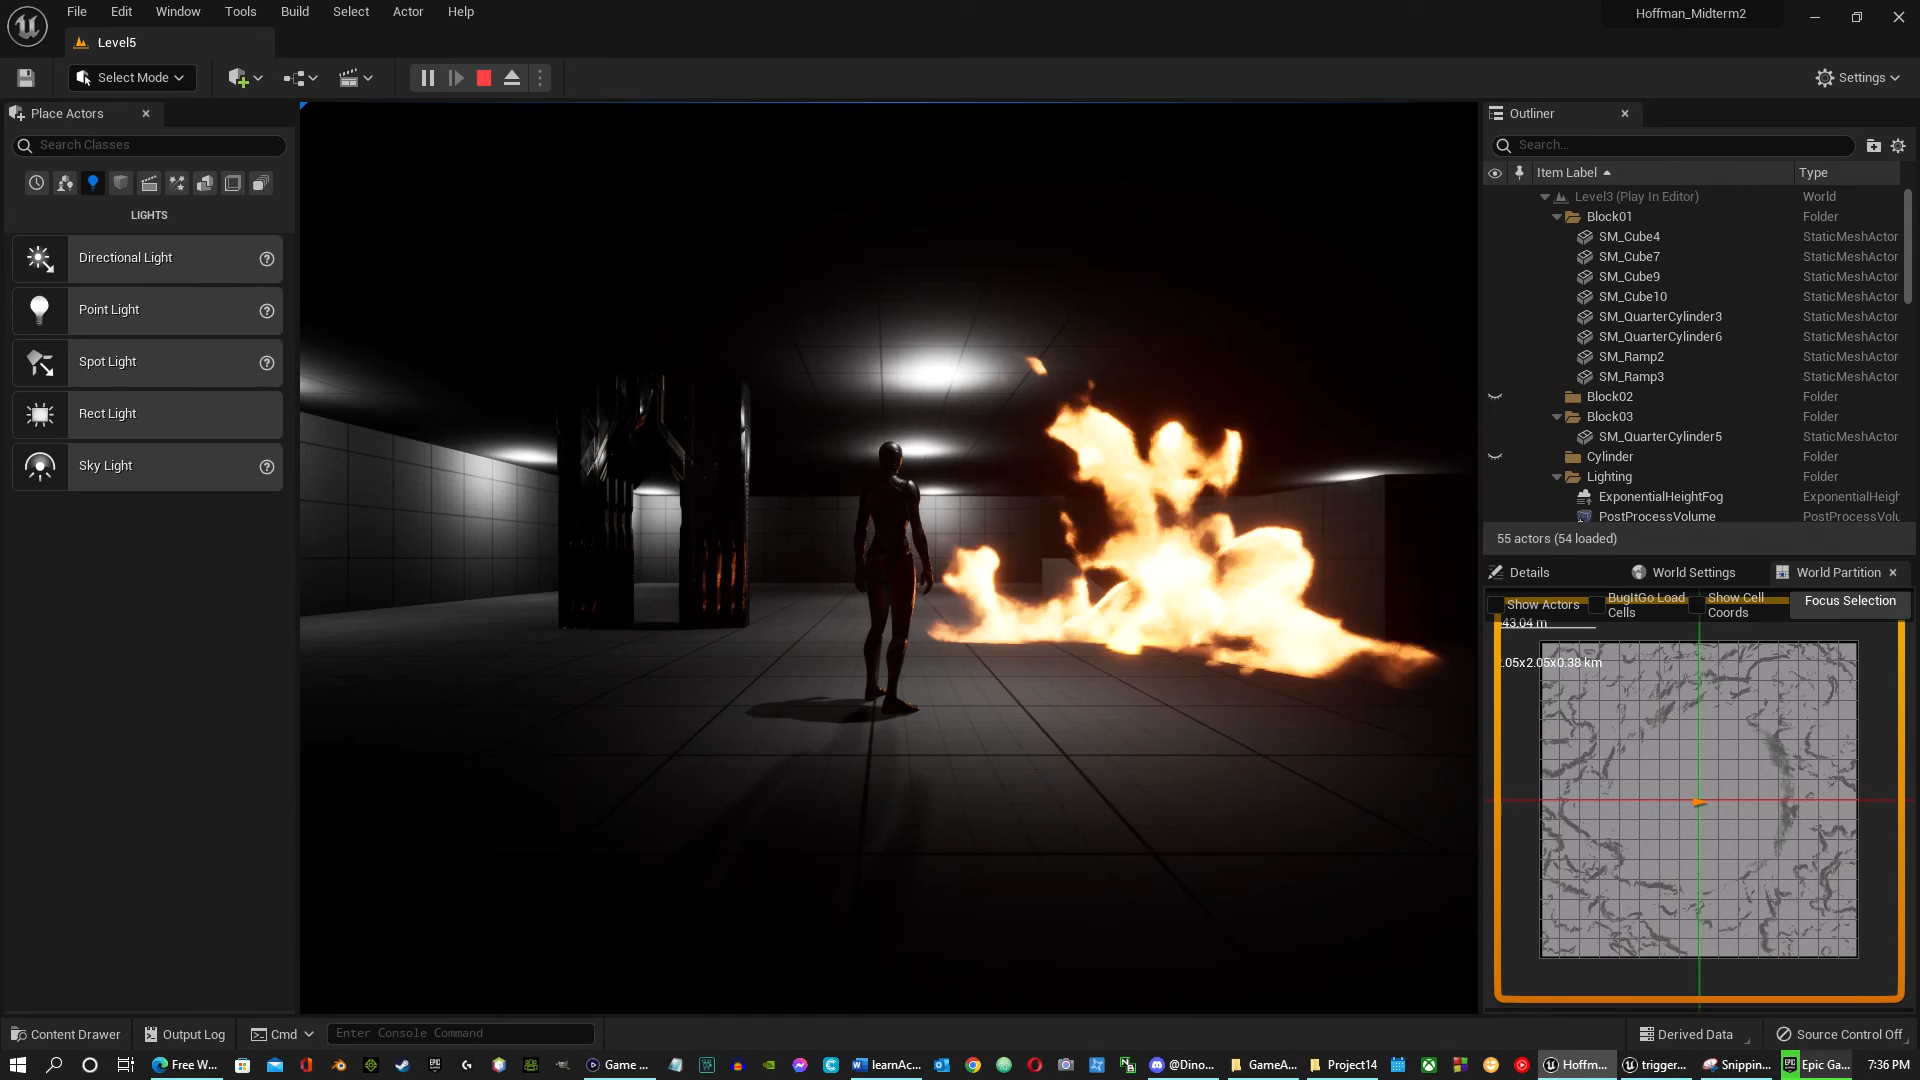 File Edit Window Tools Build Select Actor Help
Hoffman_Midterm2
Level5
Select Mode
Settings
Place Actors
Search Classes
LIGHTS
Directional Light
Point Light
Spot Light
Rect Light
Sky Light
Outliner
Search...
Item Label Type
Level3 (Play In Editor) World
Block01 Folder
SM_Cube4 StaticMeshActor
SM_Cube7 StaticMeshActor
SM_Cube9 StaticMeshActor
SM_Cube10 StaticMeshActor
SM_QuarterCylinder3 StaticMeshActor
SM_QuarterCylinder6 StaticMeshActor
SM_Ramp2 StaticMeshActor
SM_Ramp3 StaticMeshActor
Block02 Folder
Block03 Folder
SM_QuarterCylinder5 StaticMeshActor
Cylinder Folder
Lighting Folder
ExponentialHeightFog ExponentialHeigh
PostProcessVolume PostProcessVolu
55 actors (54 loaded)
Details World Settings World Partition
Show Actors BugItGo Load Cells Show Cell Coords Focus Selection
43.04 m
.05x2.05x0.38 km
Content Drawer Output Log Cmd Enter Console Command Derived Data Source Control Off
Free W... Game ... learnAc... @Dino... GameA... Project14 Hoffm... trigger... Snippin... Epic Ga... 7:36 PM